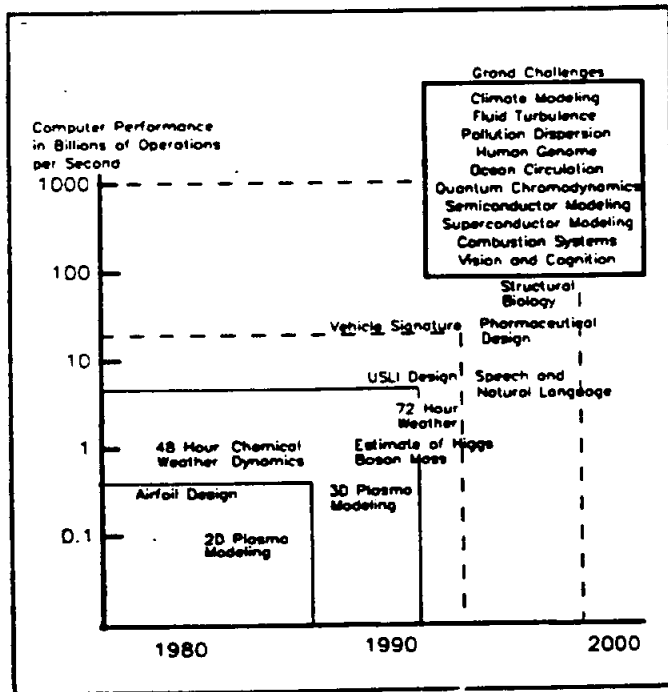 Grand Challenges
Climate Modeling
Fluid Turbulence
Pollution Dispersion
Human Genome
Ocean Circulation
Quantum Chromodynamics
Semiconductor Modeling
Superconductor Modeling
Combustion Systems
Vision and Cognition
Computer Performance
in Billions of Operations
per Second
1000
100
Structural
Biology
Vehicle Signature
Pharmaceutical
Design
10
USLI Design
Speech and
Natural Language
72 Hour
Weather
1
48 Hour
Weather
Chemical
Dynamics
Estimate of Higgs
Boson Mass
Airfoil Design
3D Plasma
Modeling
0.1
2D Plasma
Modeling
1980
1990
2000